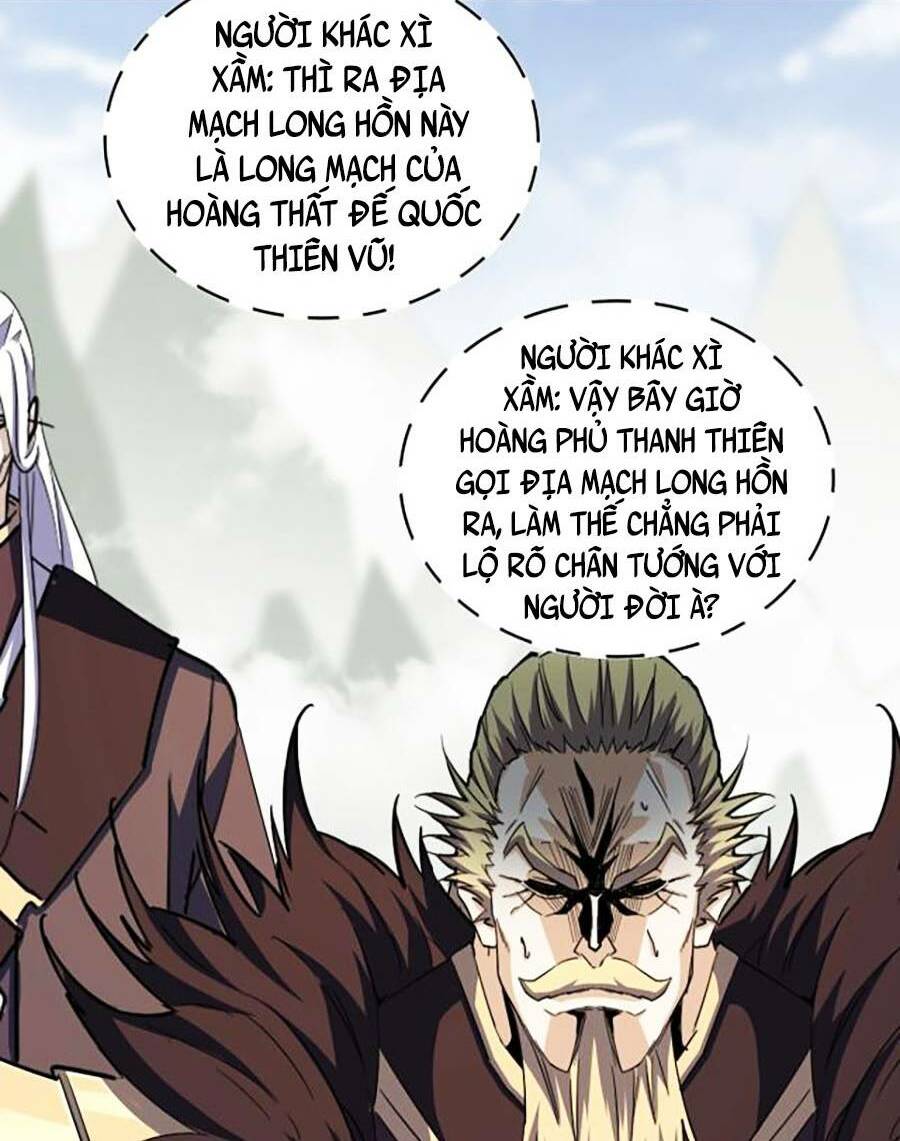 NGƯỜI KHÁC XÌ
XẦM: THÌ RA ĐỊA
MẠCH LONG HỒN NÀY
LÀ LONG MẠCH CỦA
HOÀNG THẤT ĐẾ QUỐC
THIÊN VŨ!
NGƯỜI KHÁC XÌ
XẦM: VẬY BÂY GIỜ
HOÀNG PHỦ THANH THIÊN
GỌI ĐỊA MẠCH LONG HỒN
RA, LÀM THẾ CHẲNG PHẢI
LỘ RÕ CHÂN TƯỚNG VỚI
NGƯỜI ĐỜI À?